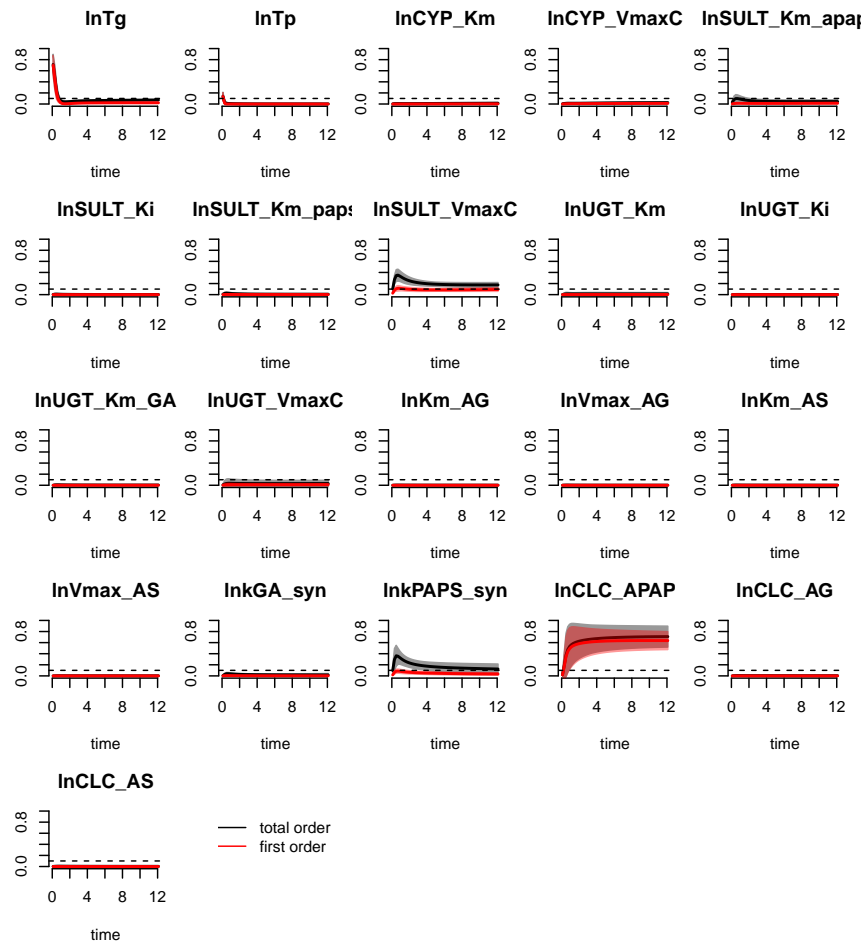 lnTg lnTp lnCYP_Km lnCYP_VmaxC lnSULT_Km_apap
0.8 0.8 0.8 0.8 0.8
0.0 0.0 0.0 0.0 0.0
0 4 8 12 0 4 8 12 0 4 8 12 0 4 8 12 0 4 8 12
time time time time time
lnSULT_Ki lnSULT_Km_paps lnSULT_VmaxC lnUGT_Km lnUGT_Ki
0.8 0.8 0.8 0.8 0.8
0.0 0.0 0.0 0.0 0.0
0 4 8 12 0 4 8 12 0 4 8 12 0 4 8 12 0 4 8 12
time time time time time
lnUGT_Km_GA lnUGT_VmaxC lnKm_AG lnVmax_AG lnKm_AS
0.8 0.8 0.8 0.8 0.8
0.0 0.0 0.0 0.0 0.0
0 4 8 12 0 4 8 12 0 4 8 12 0 4 8 12 0 4 8 12
time time time time time
lnVmax_AS lnkGA_syn lnkPAPS_syn lnCLC_APAP lnCLC_AG
0.8 0.8 0.8 0.8 0.8
0.0 0.0 0.0 0.0 0.0
0 4 8 12 0 4 8 12 0 4 8 12 0 4 8 12 0 4 8 12
time time time time time
lnCLC_AS
0.8
0.0
0 4 8 12
time
total order
first order